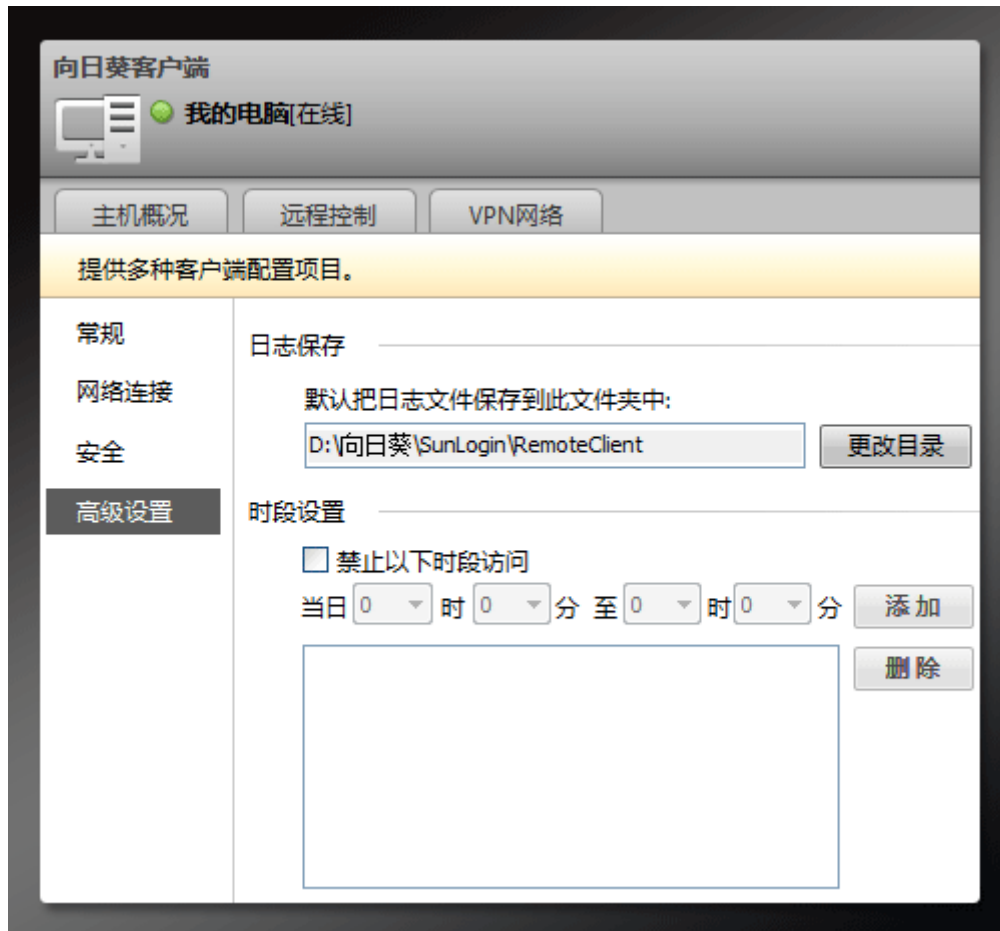 向日葵客户端
我的电脑[在线]
主机概况 远程控制 VPN网络
提供多种客户端配置项目。
常规
网络连接
安全
高级设置
日志保存
默认把日志文件保存到此文件夹中:
D:\向日葵\SunLogin\RemoteClient 更改目录
时段设置
禁止以下时段访问
当日 0 时 0 分 至 0 时 0 分 添加
删除